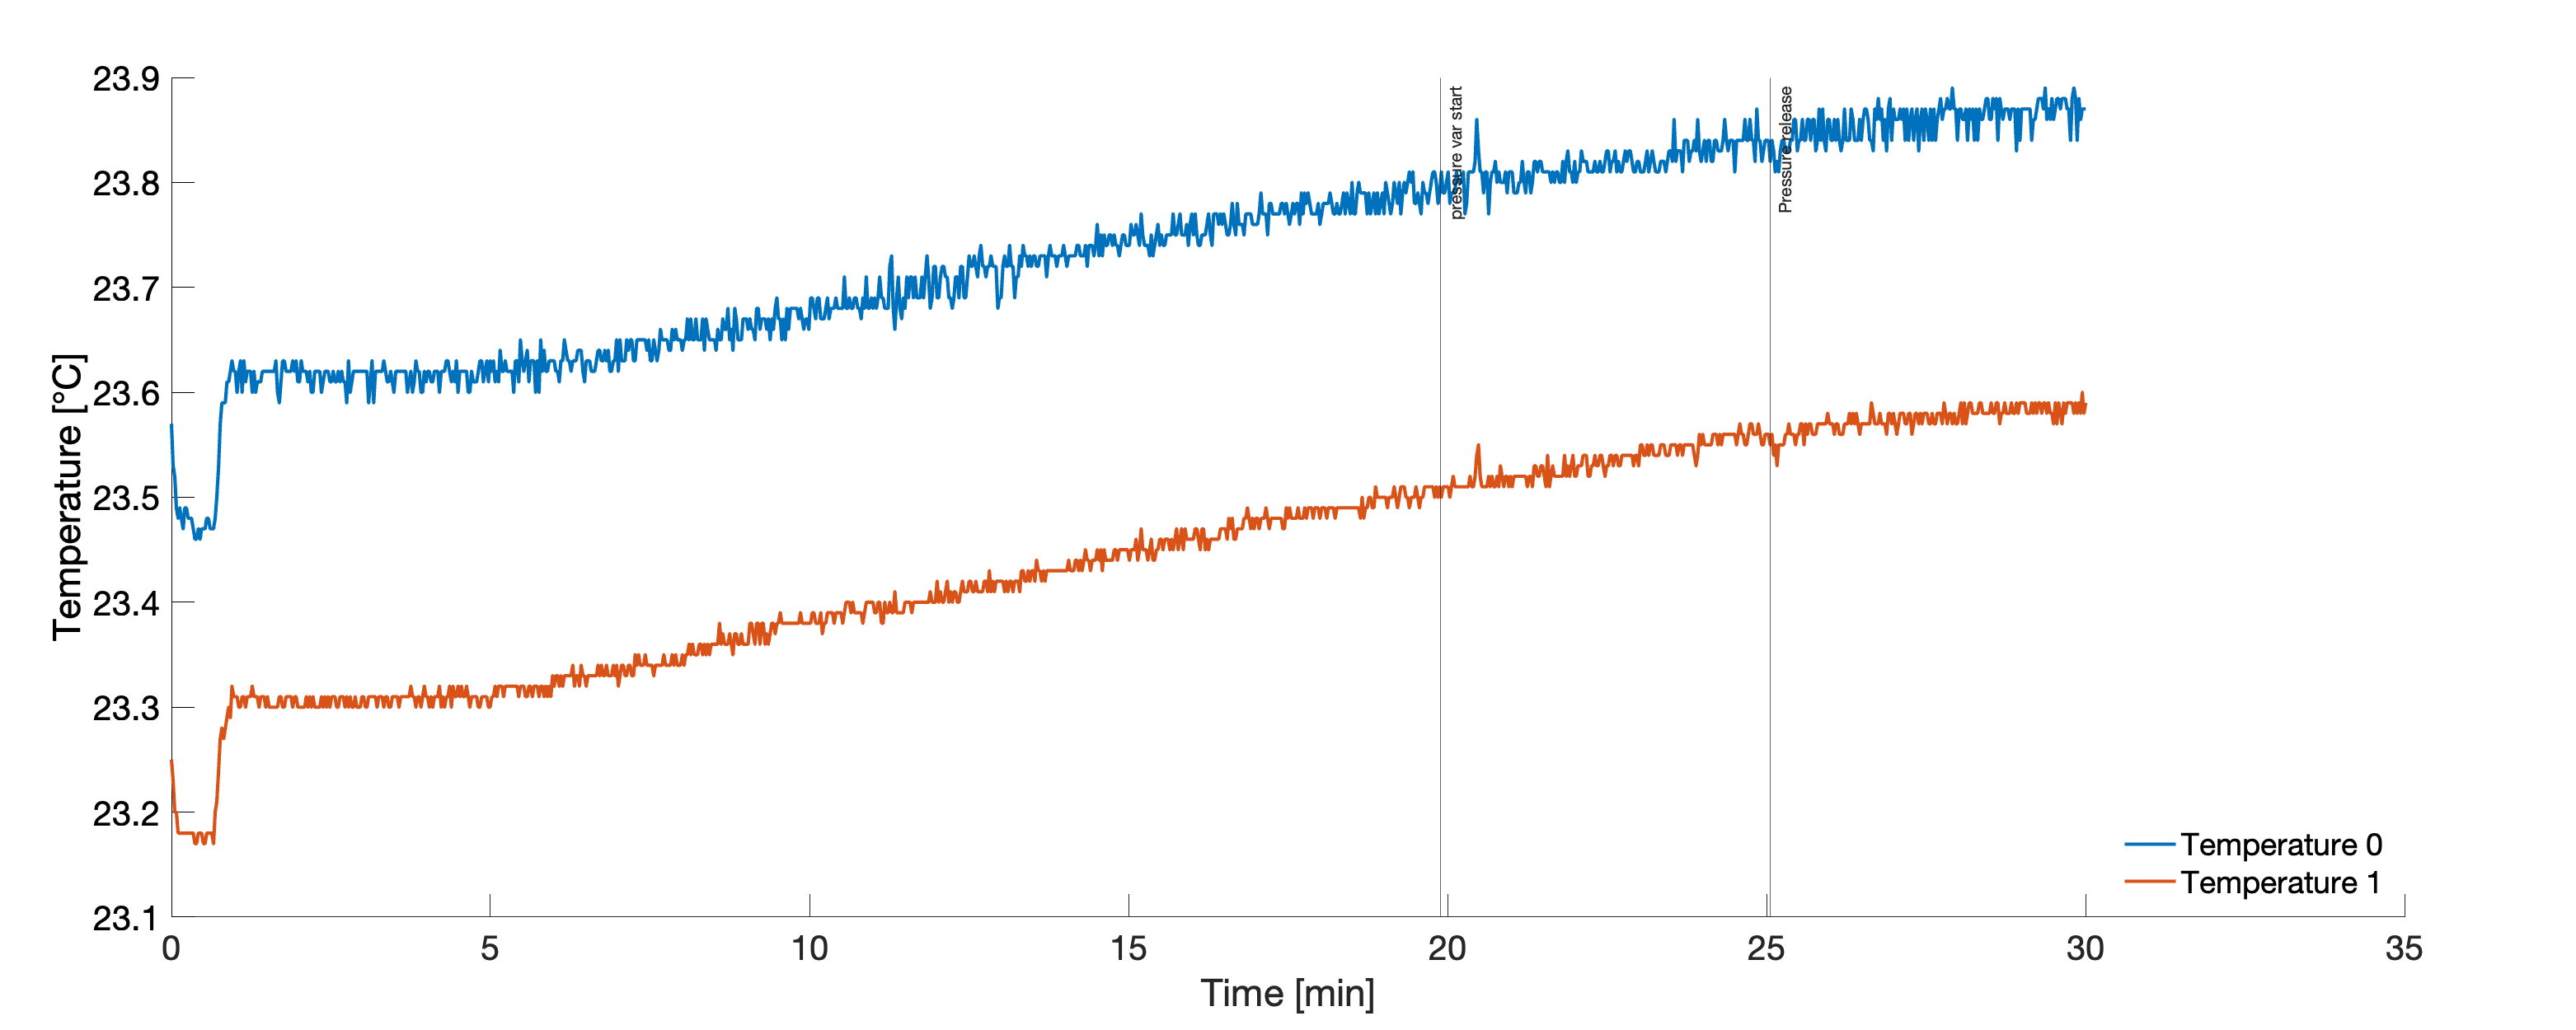 23.9
23.8
23.7
23.6
23.5
23.4
23.3
23.2
23.1
Temperature [°C]
pressure var start
Pressure release
Temperature 0
Temperature 1
0 5 10 15 20 25 30 35
Time [min]